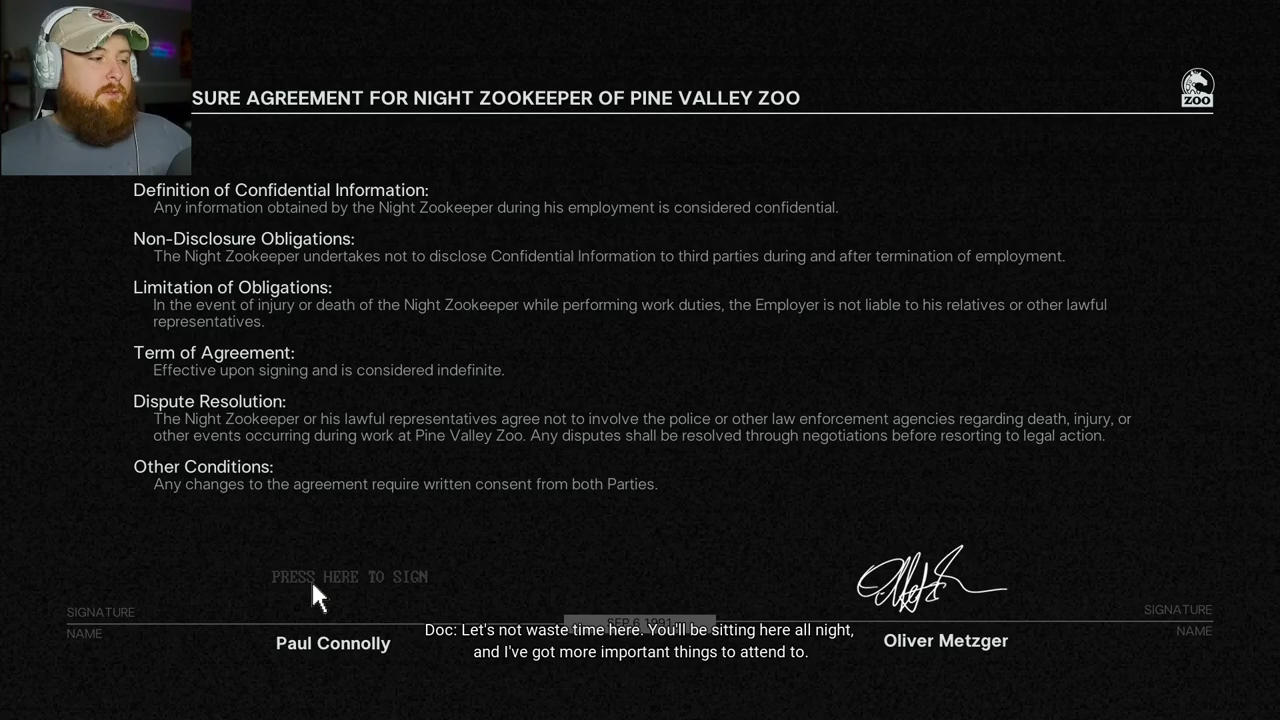 SURE AGREEMENT FOR NIGHT ZOOKEEPER OF PINE VALLEY ZOO
ZOO
Definition of Confidential Information:
Any information obtained by the Night Zookeeper during his employment is considered confidential.
Non-Disclosure Obligations:
The Night Zookeeper undertakes not to disclose Confidential Information to third parties during and after termination of employment.
Limitation of Obligations:
In the event of injury or death of the Night Zookeeper while performing work duties, the Employer is not liable to his relatives or other lawful
representatives.
Term of Agreement:
Effective upon signing and is considered indefinite.
Dispute Resolution:
The Night Zookeeper or his lawful representatives agree not to involve the police or other law enforcement agencies regarding death, injury, or
other events occurring during work at Pine Valley Zoo. Any disputes shall be resolved through negotiations before resorting to legal action.
Other Conditions:
Any changes to the agreement require written consent from both Parties.
PRESS HERE TO SIGN
SIGNATURE
SIGNATURE
SEP 6 1991
NAME
NAME
Paul Connolly
Oliver Metzger
Doc: Let's not waste time here. You'll be sitting here all night,
and I've got more important things to attend to.